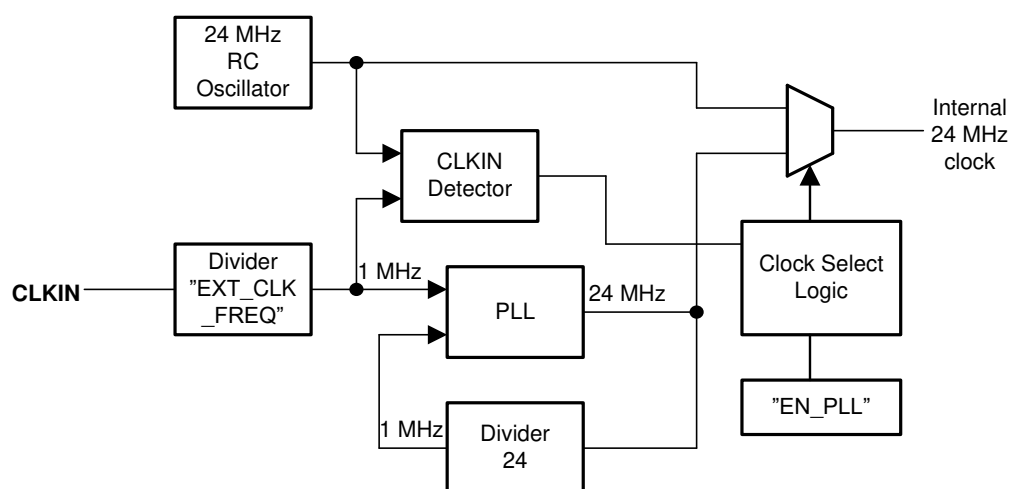 24 MHz
RC
Oscillator
Internal
24 MHz
clock
CLKIN
Detector
CLKIN
Divider
”EXT_CLK
_FREQ”
1 MHz
PLL
24 MHz
Clock Select
Logic
”EN_PLL”
1 MHz
Divider
24